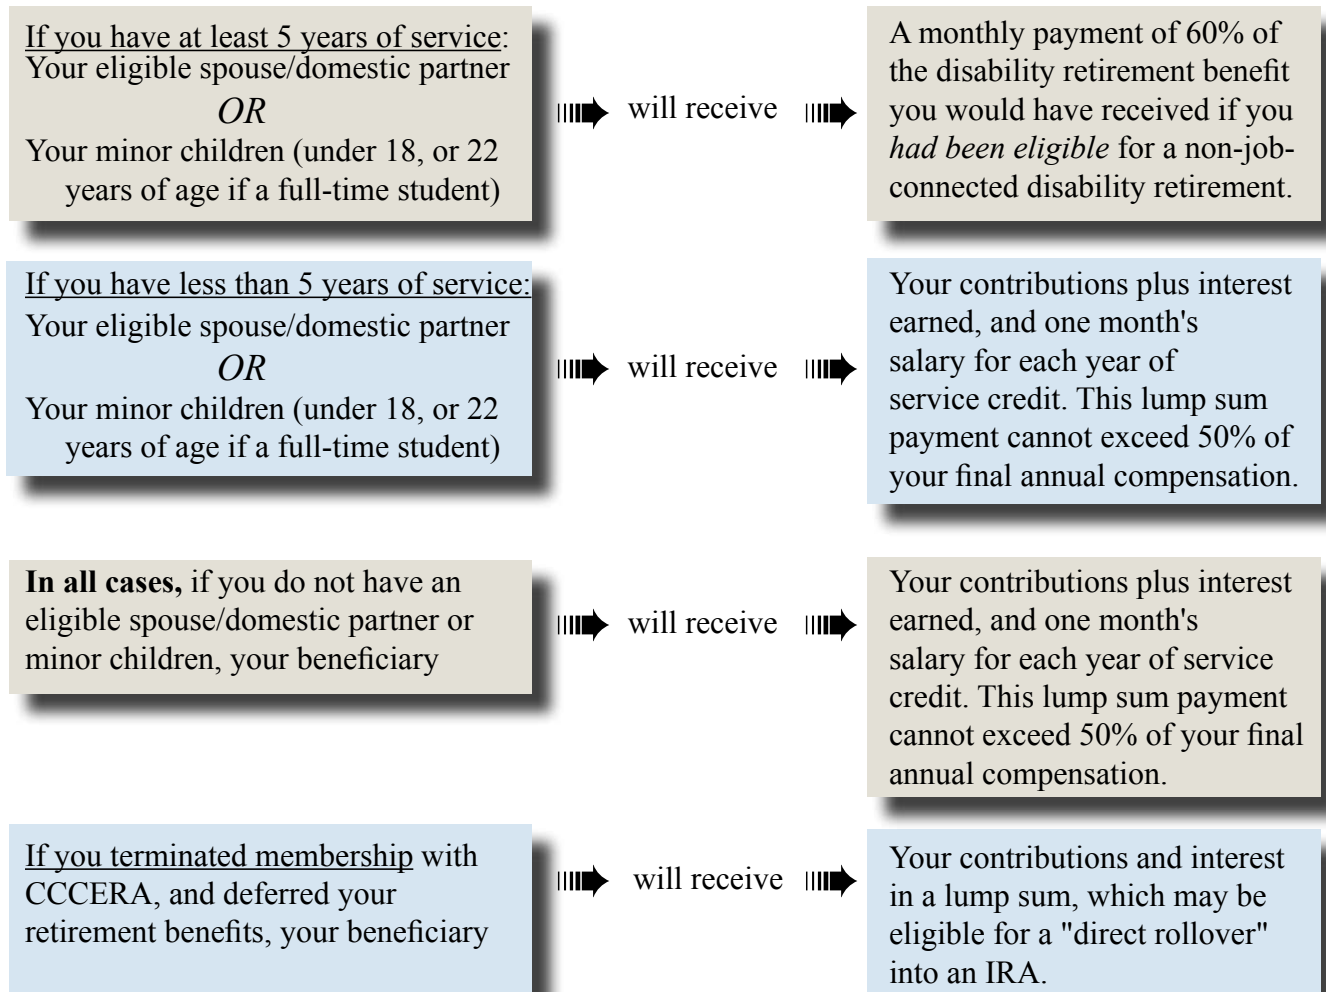 If you have at least 5 years of service:
Your eligible spouse/domestic partner
OR
Your minor children (under 18, or 22
years of age if a full-time student)
will receive
A monthly payment of 60% of
the disability retirement benefit
you would have received if you
had been eligible for a non-job-
connected disability retirement.
If you have less than 5 years of service:
Your eligible spouse/domestic partner
OR
Your minor children (under 18, or 22
years of age if a full-time student)
will receive
Your contributions plus interest
earned, and one month's
salary for each year of
service credit. This lump sum
payment cannot exceed 50% of
your final annual compensation.
In all cases, if you do not have an
eligible spouse/domestic partner or
minor children, your beneficiary
will receive
Your contributions plus interest
earned, and one month's
salary for each year of service
credit. This lump sum payment
cannot exceed 50% of your final
annual compensation.
If you terminated membership with
CCCERA, and deferred your
retirement benefits, your beneficiary
will receive
Your contributions and interest
in a lump sum, which may be
eligible for a "direct rollover"
into an IRA.